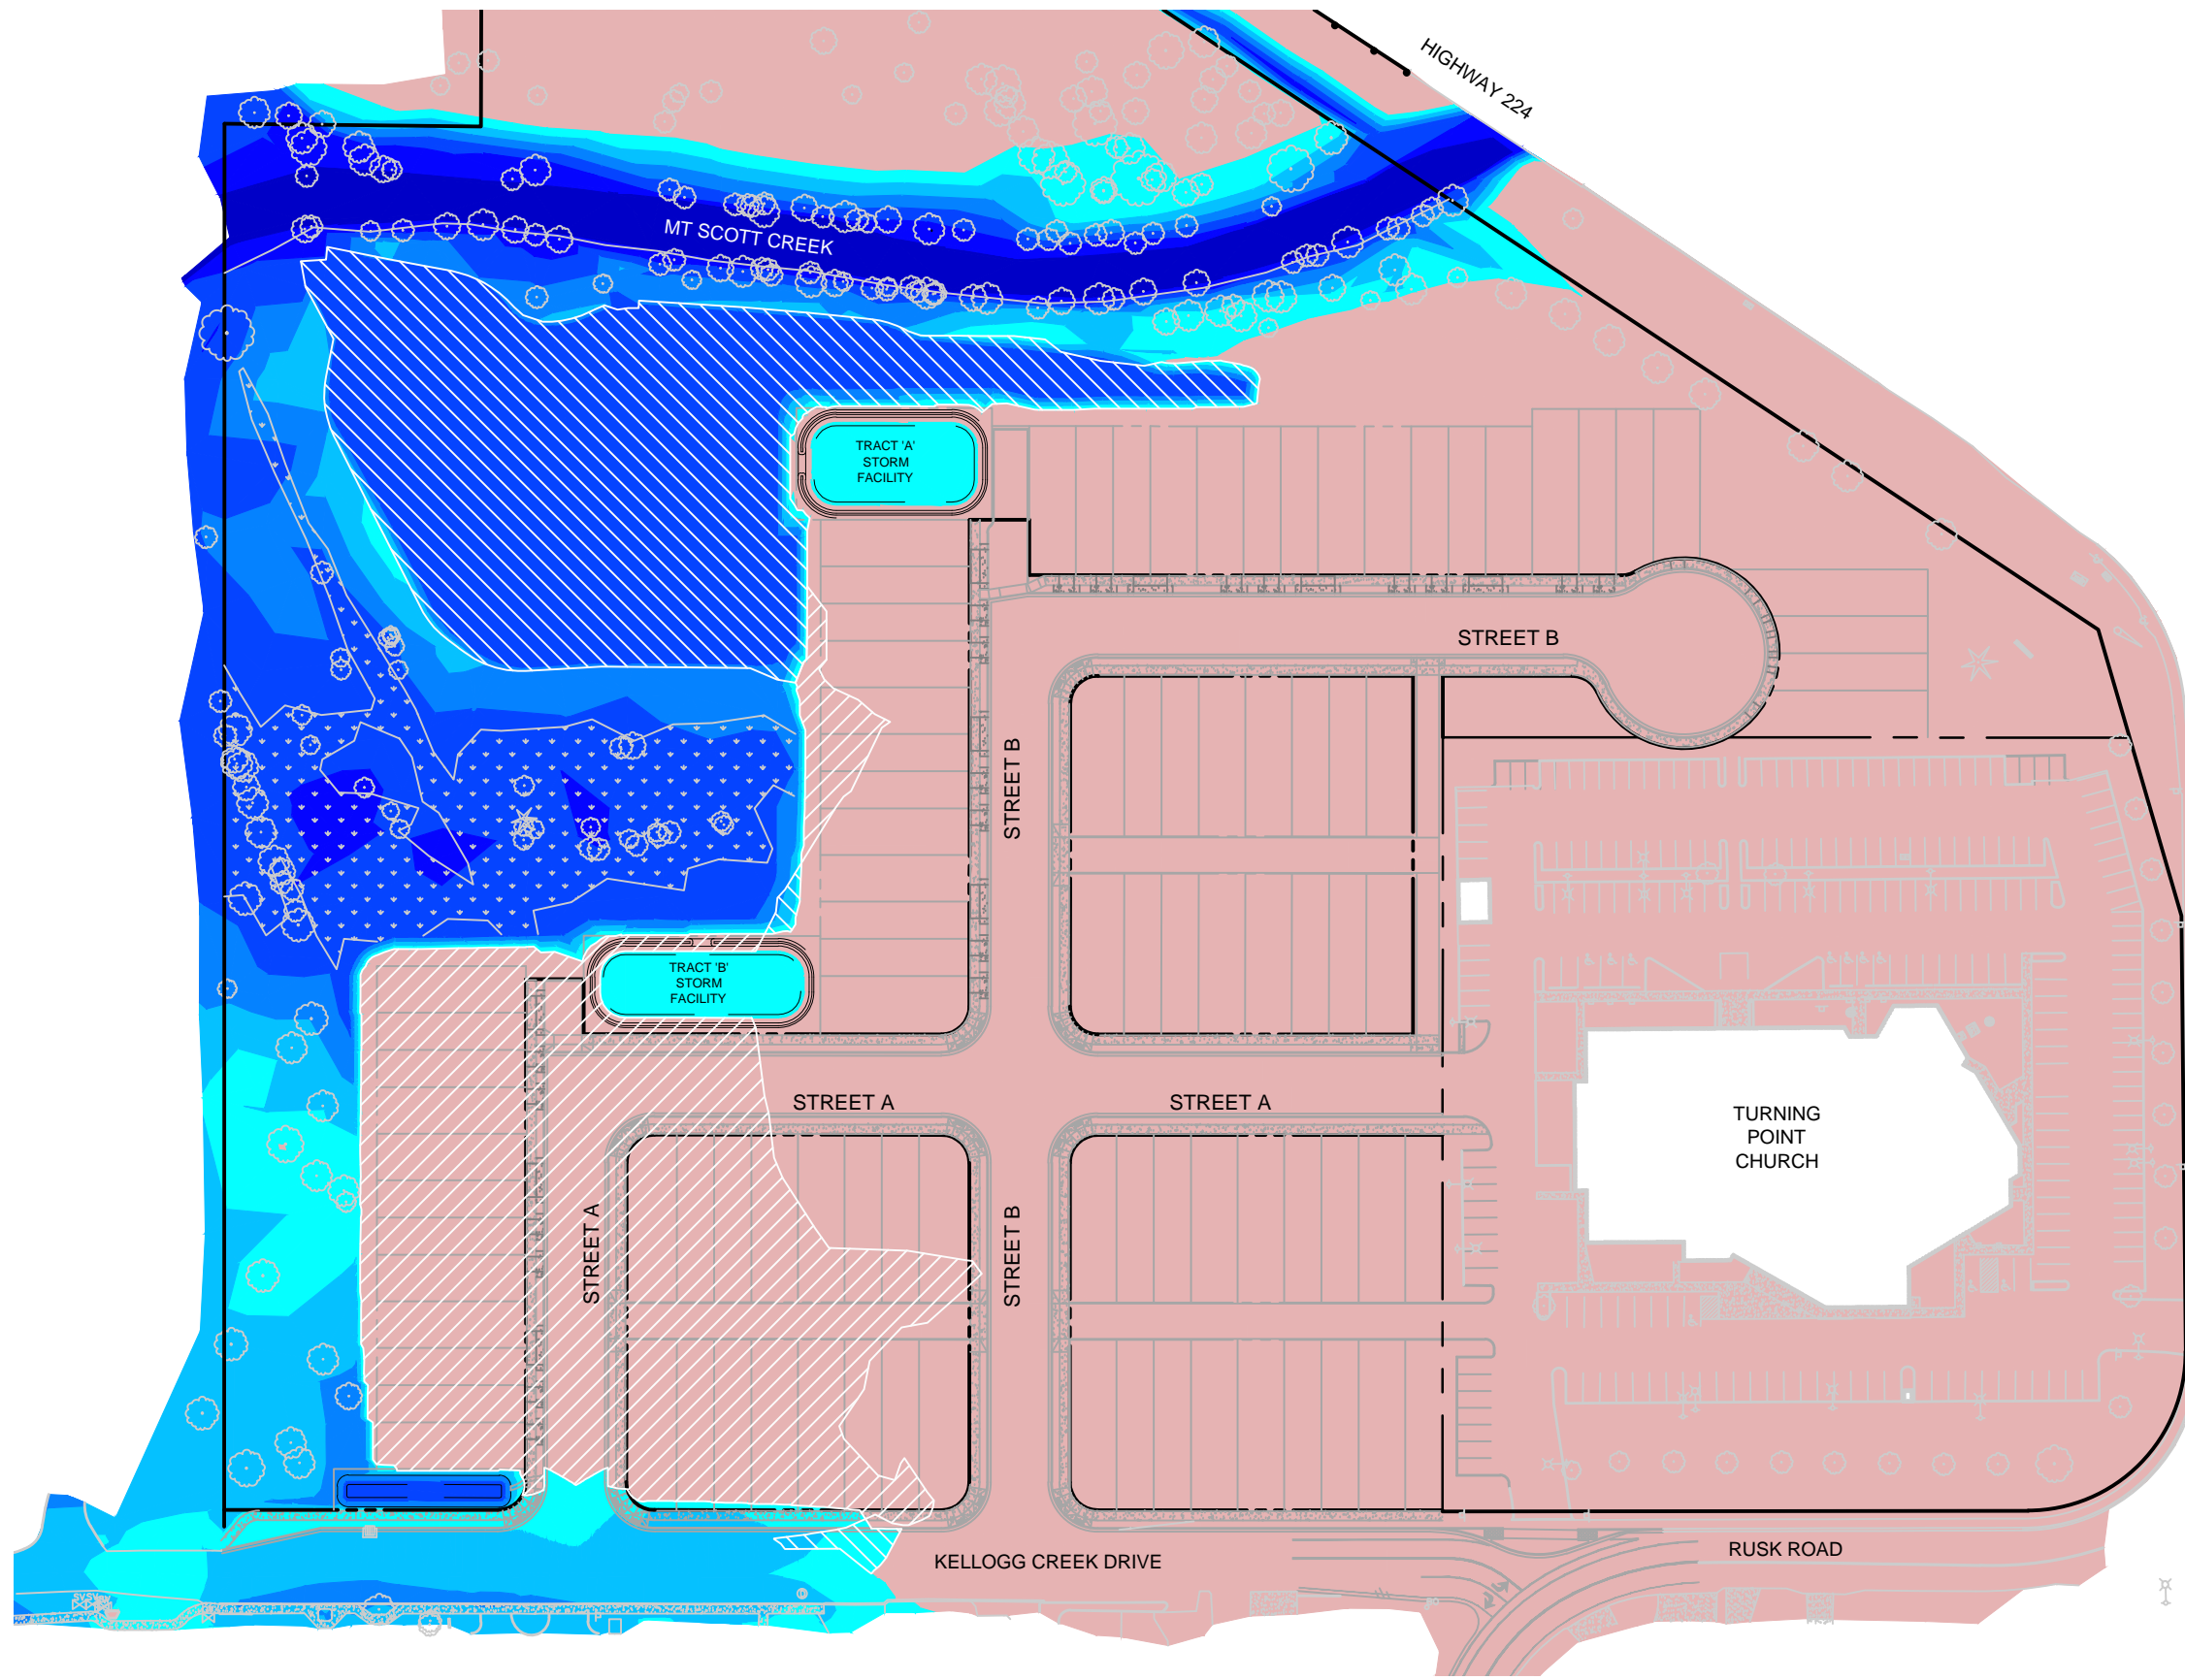 HIGHWAY 224
MT SCOTT CREEK
TRACT 'A'
STORM
FACILITY
STREET B
STREET B
TRACT 'B'
STORM
FACILITY
STREET A
STREET A
TURNING
POINT
CHURCH
STREET A
STREET B
KELLOGG CREEK DRIVE
RUSK ROAD